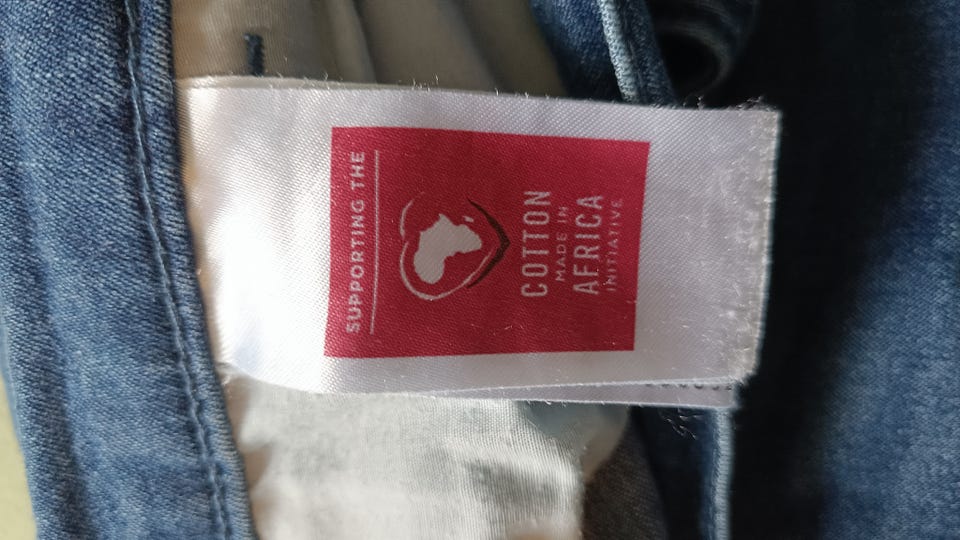 SUPPORTING THE
COTTON
MADE IN
AFRICA
INITIATIVE